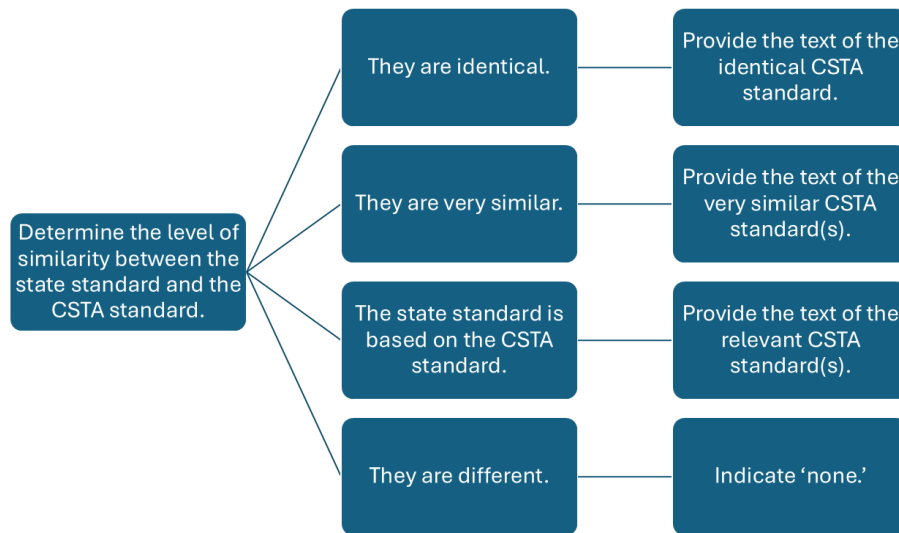 Determine the level of
similarity between the
state standard and the
CSTA standard.
They are identical.
Provide the text of the
identical CSTA
standard.
They are very similar.
Provide the text of the
very similar CSTA
standard(s).
The state standard is
based on the CSTA
standard.
Provide the text of the
relevant CSTA
standard(s).
They are different.
Indicate ‘none.’